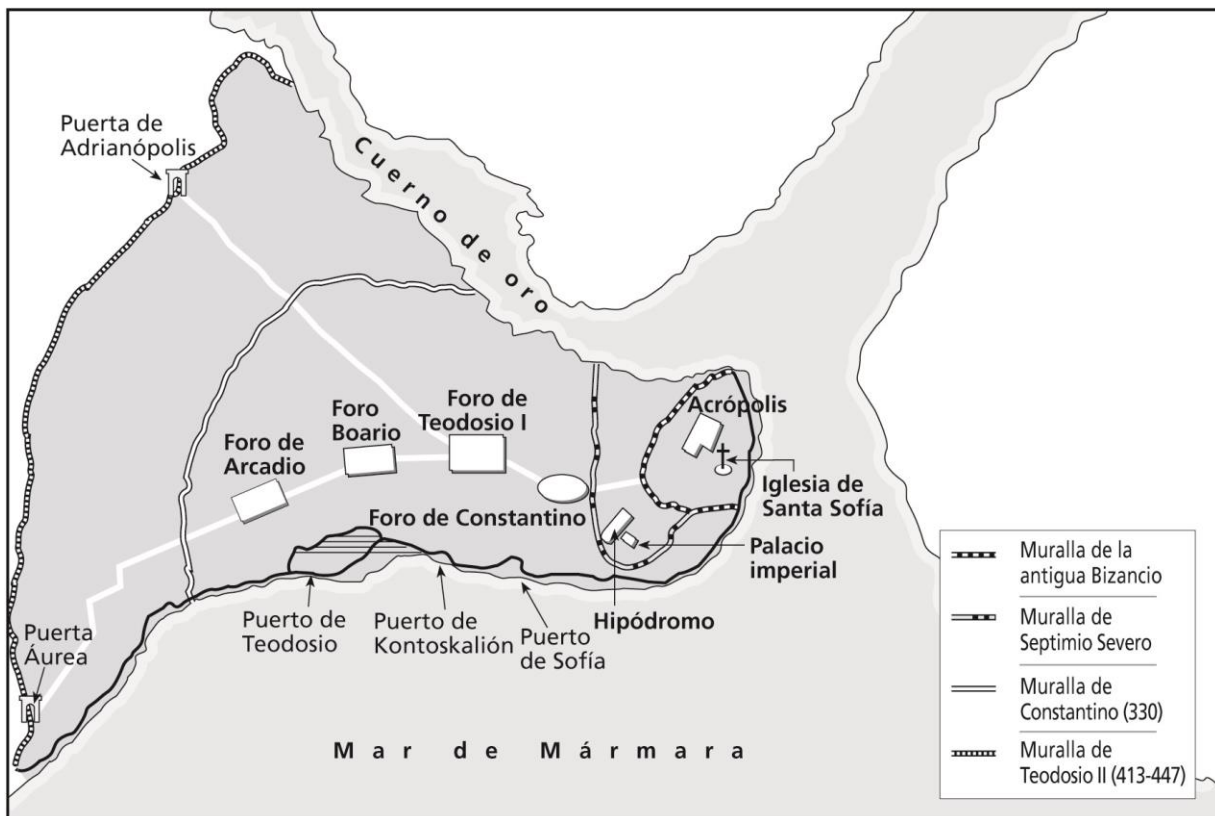 Puerta de
Adrianópolis
Cuerno de oro
Acrópolis
Foro de
Teodosio I
Foro
Boario
Foro de
Arcadio
Iglesia de
Santa Sofía
Foro de Constantino
Palacio
imperial
Puerto de
Teodosio
Puerto de
Kontoskalión
Hipódromo
Puerto
de Sofía
Puerta
Áurea
Mar de Mármara
Muralla de la
antigua Bizancio
Muralla de
Septimio Severo
Muralla de
Constantino (330)
Muralla de
Teodosio II (413-447)